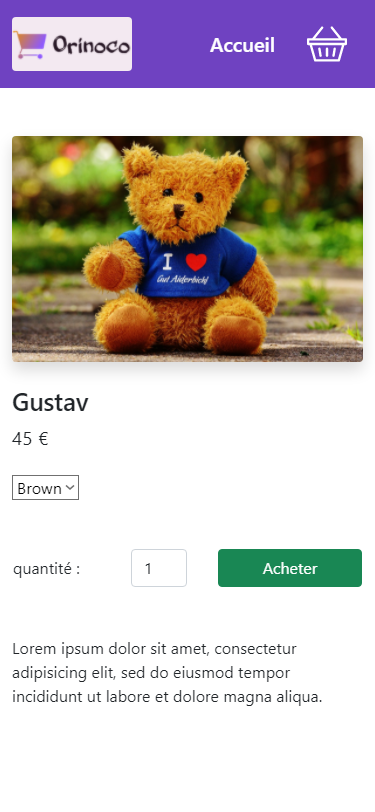 Orinoco
Accueil
I ❤
Gut Aiderbichl
Gustav
45 €
Brown
quantité :
1
Acheter
Lorem ipsum dolor sit amet, consectetur
adipisicing elit, sed do eiusmod tempor
incididunt ut labore et dolore magna aliqua.